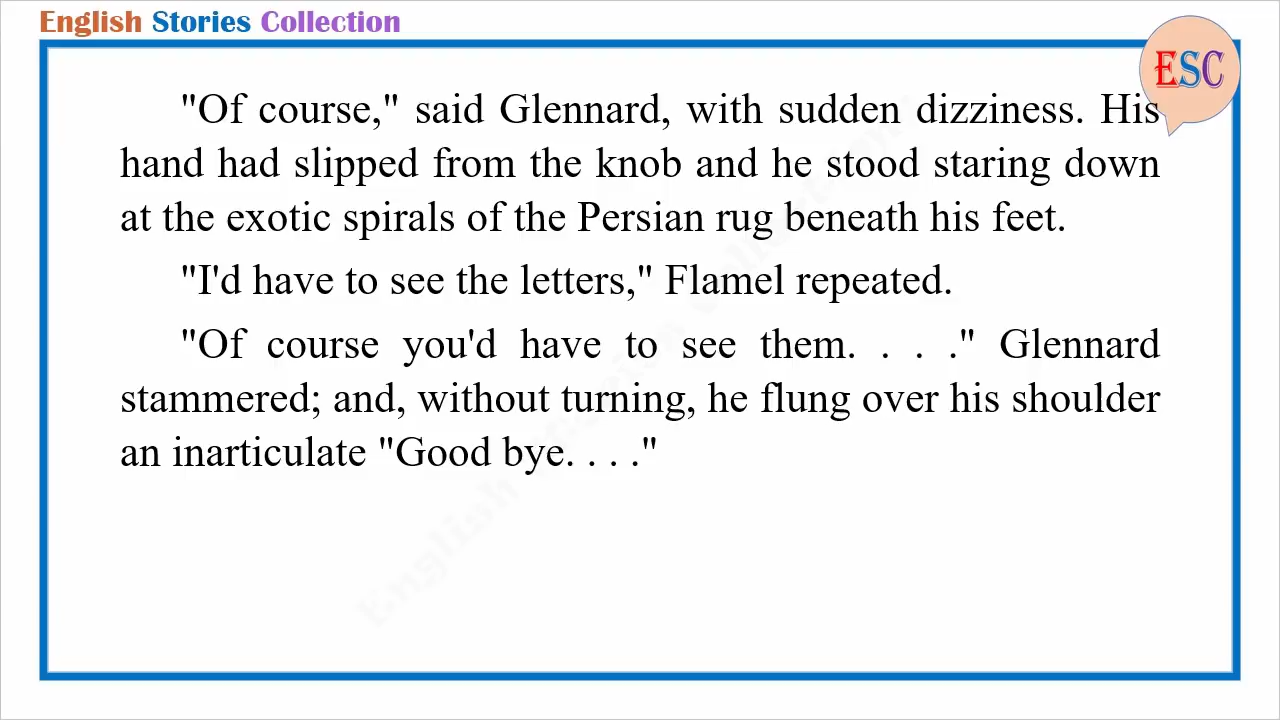 English Stories Collection
ESC
"Of course," said Glennard, with sudden dizziness. His
hand had slipped from the knob and he stood staring down
at the exotic spirals of the Persian rug beneath his feet.
"I'd have to see the letters," Flamel repeated.
"Of course you'd have to see them. . . ." Glennard
stammered; and, without turning, he flung over his shoulder
an inarticulate "Good bye. . . ."
English Stories Collection